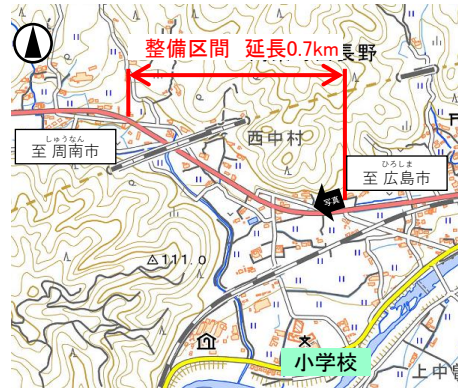 整備区間 延長0.7km
長野
西中村
しゅうなん
至 周南市
ひろしま
至 広島市
写真
△111.0
小学校
上中